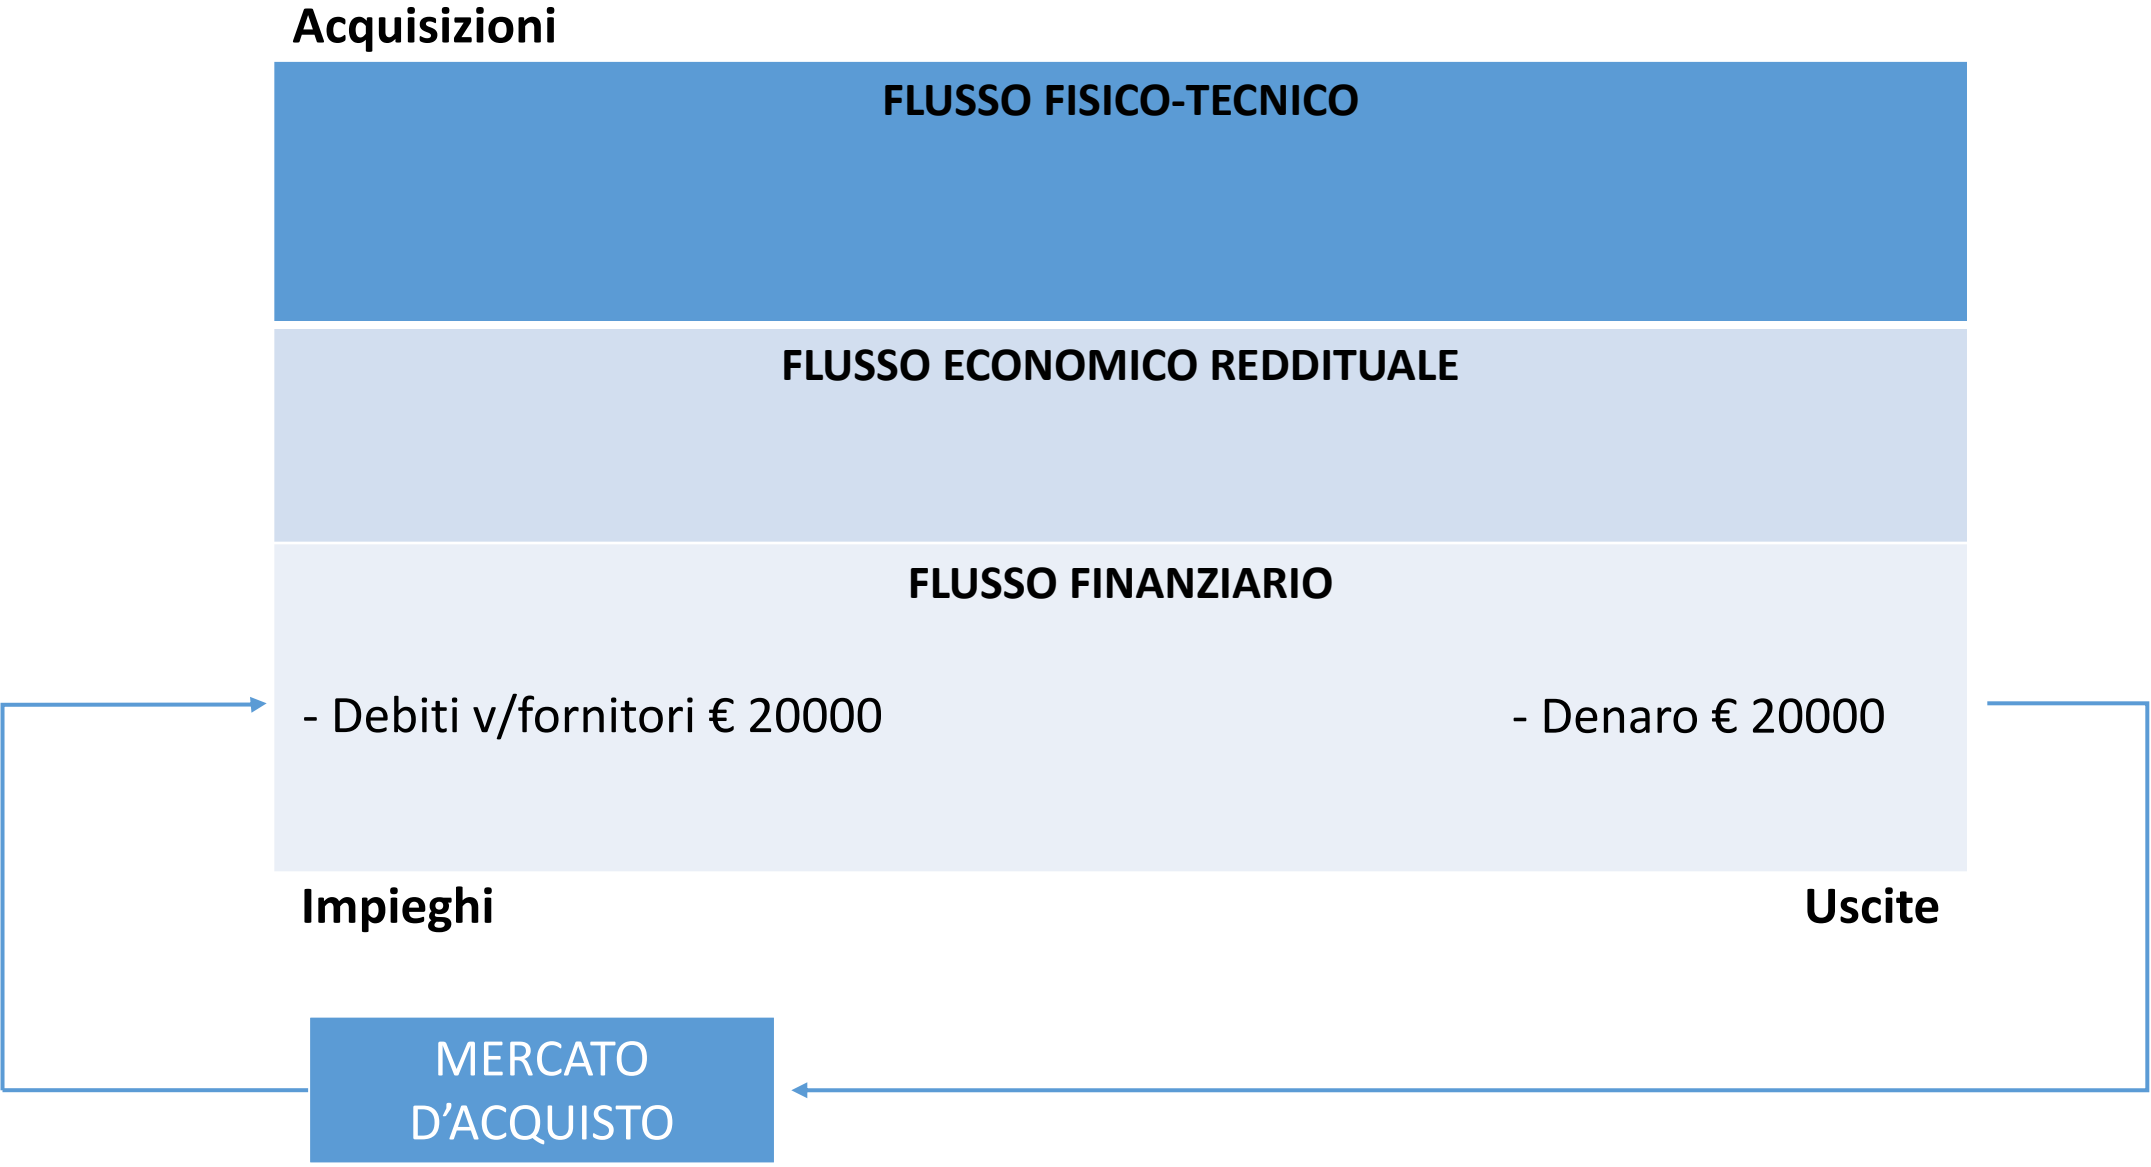 Acquisizioni
FLUSSO FISICO-TECNICO
FLUSSO ECONOMICO REDDITUALE
FLUSSO FINANZIARIO
- Debiti v/fornitori € 20000
- Denaro € 20000
Impieghi
Uscite
MERCATO
D’ACQUISTO